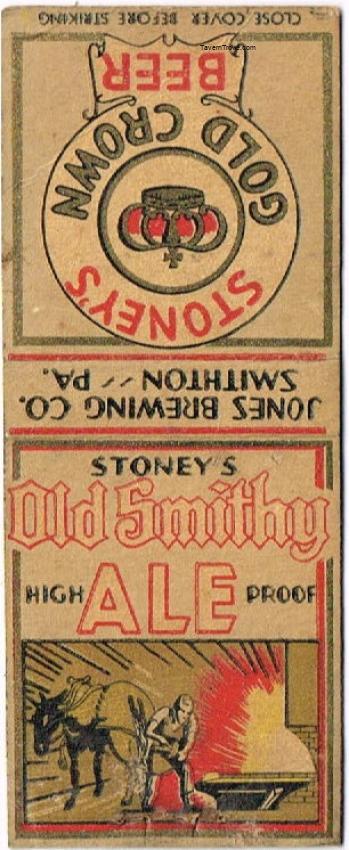 CLOSE COVER BEFORE STRIKING
TavernTrove.com
STONEY'S
GOLD CROWN
BEER
JONES BREWING CO.
SMITHTON -- PA.
STONEY'S
Old Smithy
HIGH ALE PROOF